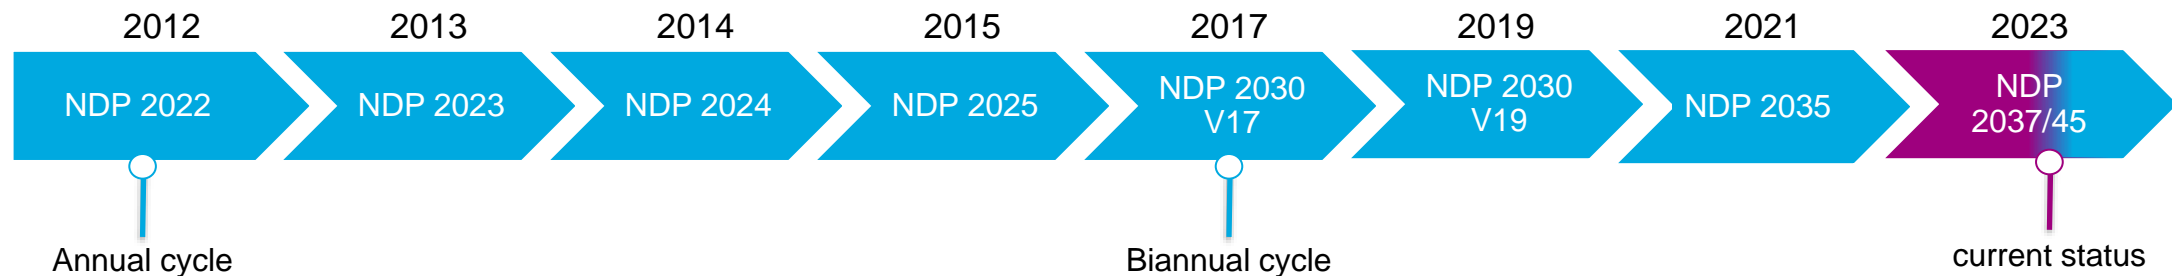 2012
2013
2014
2015
2017
2019
2021
2023
NDP 2022
NDP 2023
NDP 2024
NDP 2025
NDP 2030
V17
NDP 2030
V19
NDP 2035
NDP
2037/45
Annual cycle
Biannual cycle
current status